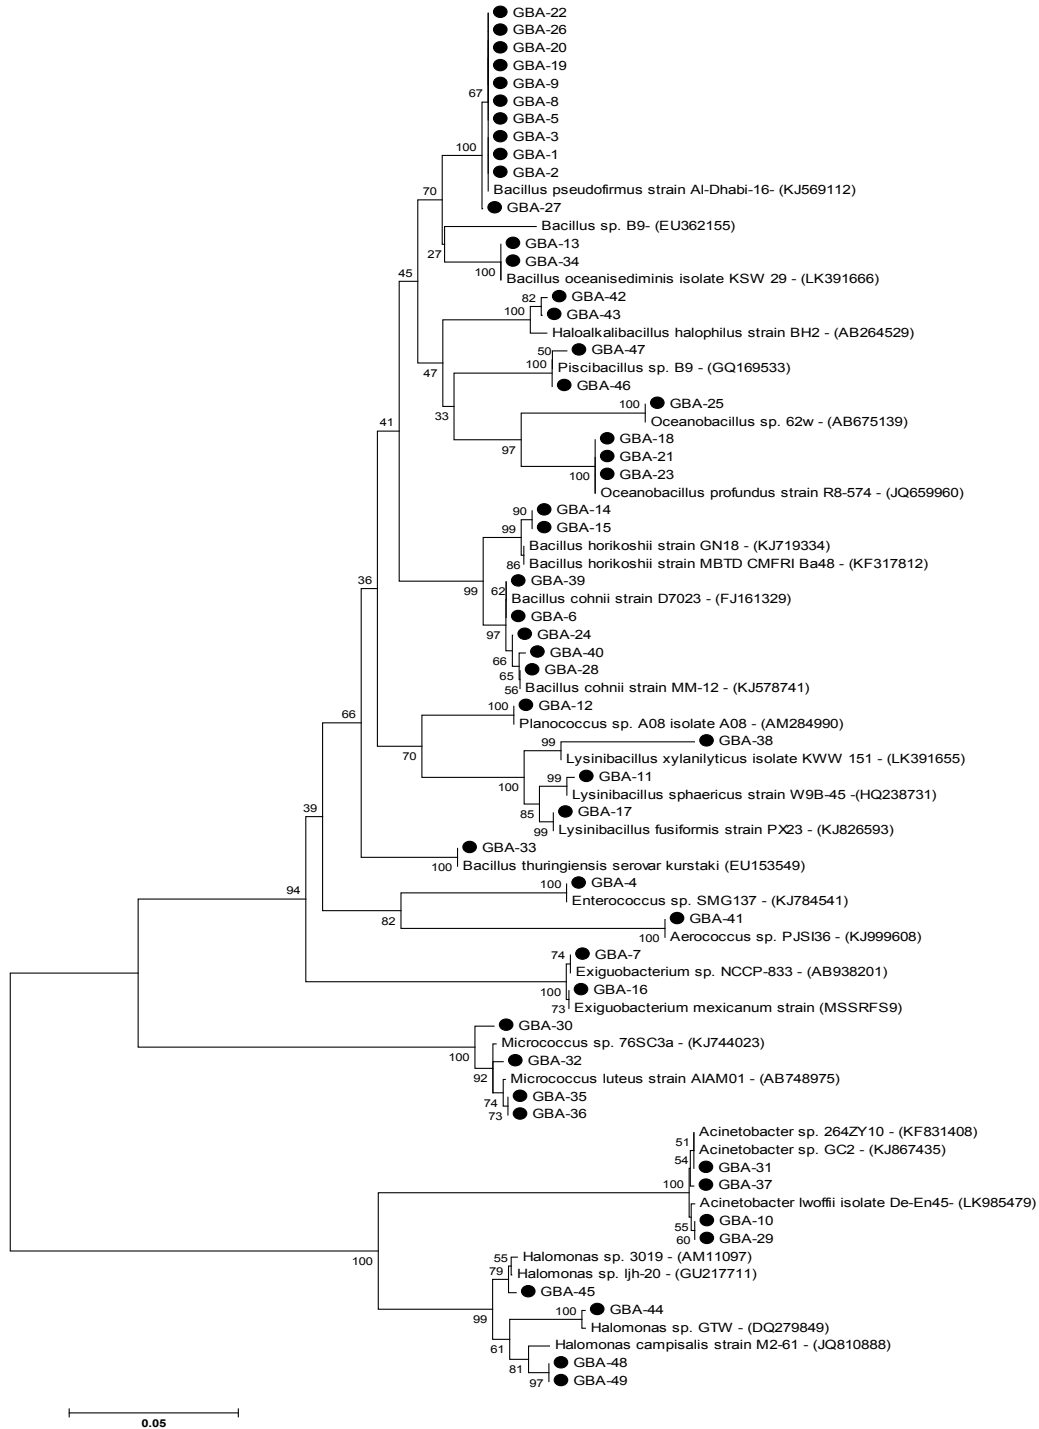 GBA-22
GBA-26
GBA-20
GBA-19
GBA-9
67
GBA-8
GBA-5
GBA-3
100
GBA-1
GBA-2
70
Bacillus pseudofirmus strain Al-Dhabi-16- (KJ569112)
GBA-27
Bacillus sp. B9- (EU362155)
27
GBA-13
GBA-34
45
100
Bacillus oceanisediminis isolate KSW 29 - (LK391666)
82
GBA-42
100
GBA-43
Haloalkalibacillus halophilus strain BH2 - (AB264529)
50
GBA-47
47
100
Piscibacillus sp. B9 - (GQ169533)
GBA-46
100
GBA-25
33
Oceanobacillus sp. 62w - (AB675139)
41
GBA-18
97
GBA-21
100
GBA-23
Oceanobacillus profundus strain R8-574 - (JQ659960)
90
GBA-14
99
GBA-15
Bacillus horikoshii strain GN18 - (KJ719334)
86
Bacillus horikoshii strain MBTD CMFRI Ba48 - (KF317812)
36
99
62
GBA-39
Bacillus cohnii strain D7023 - (FJ161329)
GBA-6
97
GBA-24
66
GBA-40
65
GBA-28
56
Bacillus cohnii strain MM-12 - (KJ578741)
100
GBA-12
66
Planococcus sp. A08 isolate A08 - (AM284990)
70
99
GBA-38
Lysinibacillus xylanilyticus isolate KWW 151 - (LK391655)
100
99
GBA-11
Lysinibacillus sphaericus strain W9B-45 -(HQ238731)
39
85
GBA-17
99
Lysinibacillus fusiformis strain PX23 - (KJ826593)
GBA-33
100
Bacillus thuringiensis serovar kurstaki (EU153549)
94
100
GBA-4
Enterococcus sp. SMG137 - (KJ784541)
82
GBA-41
100
Aerococcus sp. PJSI36 - (KJ999608)
74
GBA-7
Exiguobacterium sp. NCCP-833 - (AB938201)
100
GBA-16
73
Exiguobacterium mexicanum strain (MSSRFS9)
GBA-30
100
Micrococcus sp. 76SC3a - (KJ744023)
GBA-32
92
Micrococcus luteus strain AIAM01 - (AB748975)
74
GBA-35
73
GBA-36
Acinetobacter sp. 264ZY10 - (KF831408)
51
Acinetobacter sp. GC2 - (KJ867435)
54
GBA-31
100
GBA-37
Acinetobacter lwoffii isolate De-En45- (LK985479)
55
GBA-10
60
GBA-29
100
55
Halomonas sp. 3019 - (AM11097)
79
Halomonas sp. ljh-20 - (GU217711)
GBA-45
99
100
GBA-44
Halomonas sp. GTW - (DQ279849)
61
Halomonas campisalis strain M2-61 - (JQ810888)
81
GBA-48
97
GBA-49
0.05